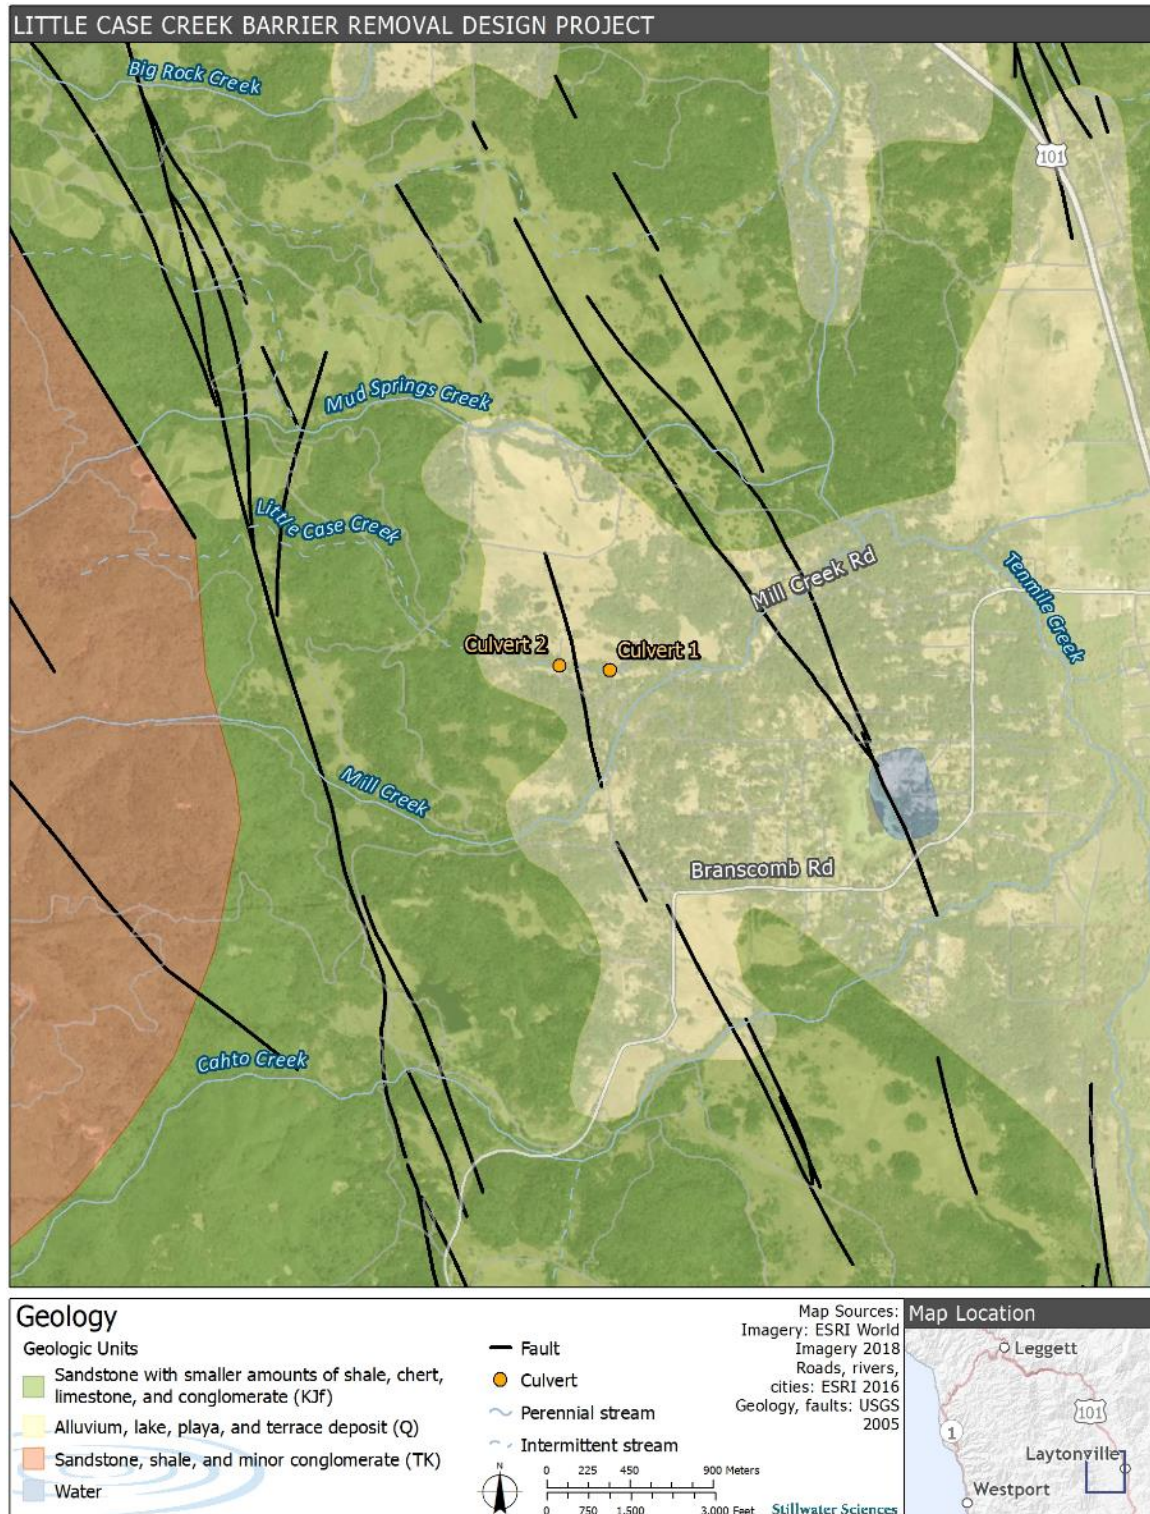 LITTLE CASE CREEK BARRIER REMOVAL DESIGN PROJECT
Big Rock Creek
101
Mud Springs Creek
Little Case Creek
Mill Creek Rd
Tenmile Creek
Culvert 2
Culvert 1
Mill Creek
Branscomb Rd
Cahto Creek
Geology
Geologic Units
Sandstone with smaller amounts of shale, chert,
limestone, and conglomerate (KJf)
Alluvium, lake, playa, and terrace deposit (Q)
Sandstone, shale, and minor conglomerate (TK)
Water
Fault
Culvert
Perennial stream
Intermittent stream
N
0 225 450 900 Meters
0 750 1,500 3,000 Feet
Map Sources:
Imagery: ESRI World
Imagery 2018
Roads, rivers,
cities: ESRI 2016
Geology, faults: USGS
2005
Stillwater Sciences
Map Location
Leggett
101
1
Laytonville
Westport